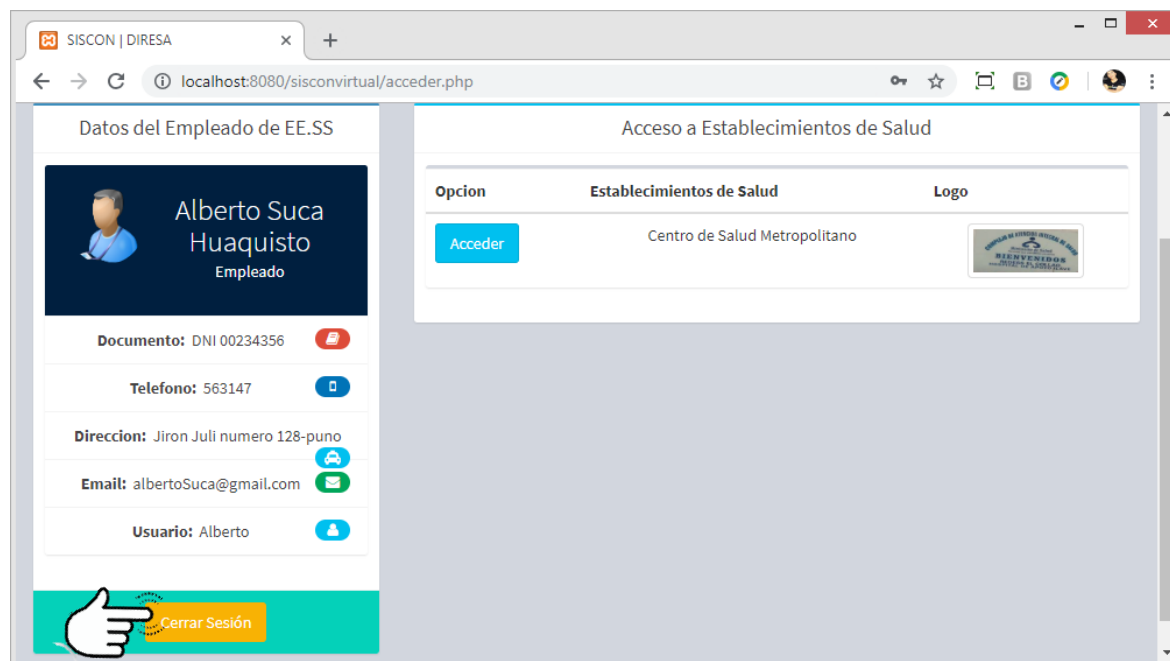 SISCON | DIRESA
localhost:8080/sisconvirtual/acceder.php
Datos del Empleado de EE.SS
Alberto Suca
Huaquisto
Empleado
Documento: DNI 00234356
Telefono: 563147
Direccion: Jiron Juli numero 128-puno
Email: albertoSuca@gmail.com
Usuario: Alberto
Cerrar Sesión
Acceso a Establecimientos de Salud
Opcion Establecimientos de Salud Logo
Acceder Centro de Salud Metropolitano
BIENVENIDOS